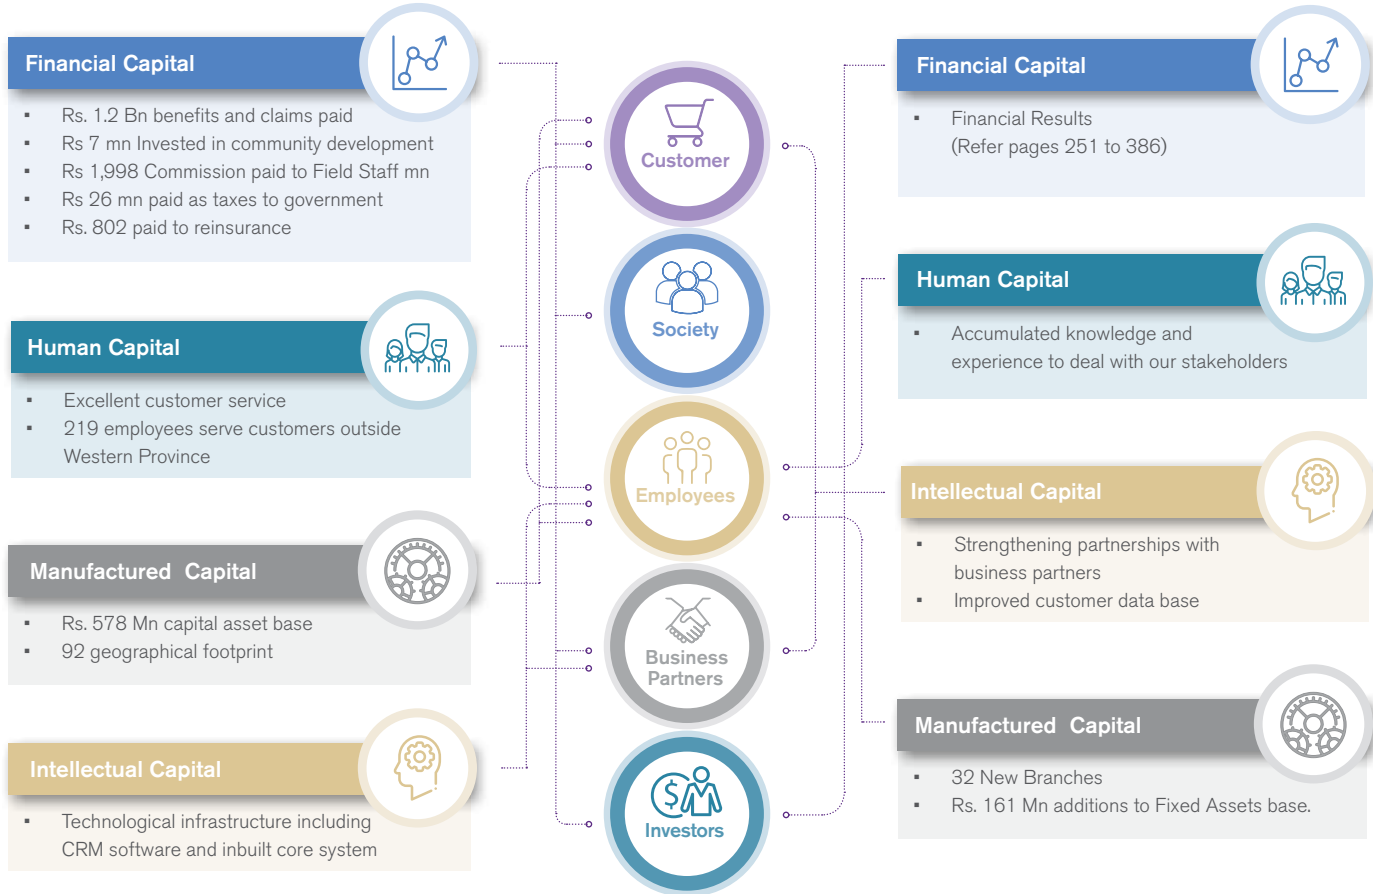 Financial Capital
▪ Rs. 1.2 Bn benefits and claims paid
▪ Rs 7 mn Invested in community development
▪ Rs 1,998 Commission paid to Field Staff mn
▪ Rs 26 mn paid as taxes to government
▪ Rs. 802 paid to reinsurance
Human Capital
▪ Excellent customer service
▪ 219 employees serve customers outside
Western Province
Manufactured Capital
▪ Rs. 578 Mn capital asset base
▪ 92 geographical footprint
Intellectual Capital
▪ Technological infrastructure including
CRM software and inbuilt core system
Customer
Society
Employees
Business
Partners
$
Investors
Financial Capital
▪ Financial Results
(Refer pages 251 to 386)
Human Capital
▪ Accumulated knowledge and
experience to deal with our stakeholders
Intellectual Capital
▪ Strengthening partnerships with
business partners
▪ Improved customer data base
Manufactured Capital
▪ 32 New Branches
▪ Rs. 161 Mn additions to Fixed Assets base.